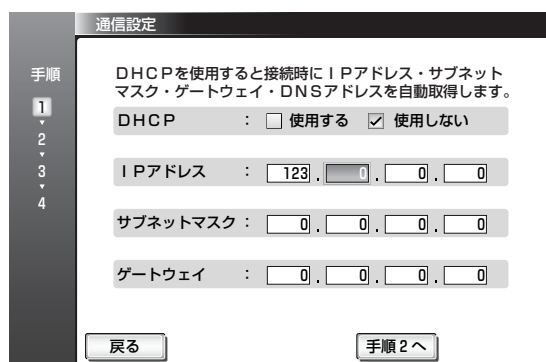 通信設定
手順
1
2
3
4
DHCPを使用すると接続時にIPアドレス・サブネット
マスク・ゲートウェイ・DNSアドレスを自動取得します。
DHCP : 使用する 使用しない
IPアドレス : 123 . 0 . 0 . 0
サブネットマスク : 0 . 0 . 0 . 0
ゲートウェイ : 0 . 0 . 0 . 0
戻る 手順2へ